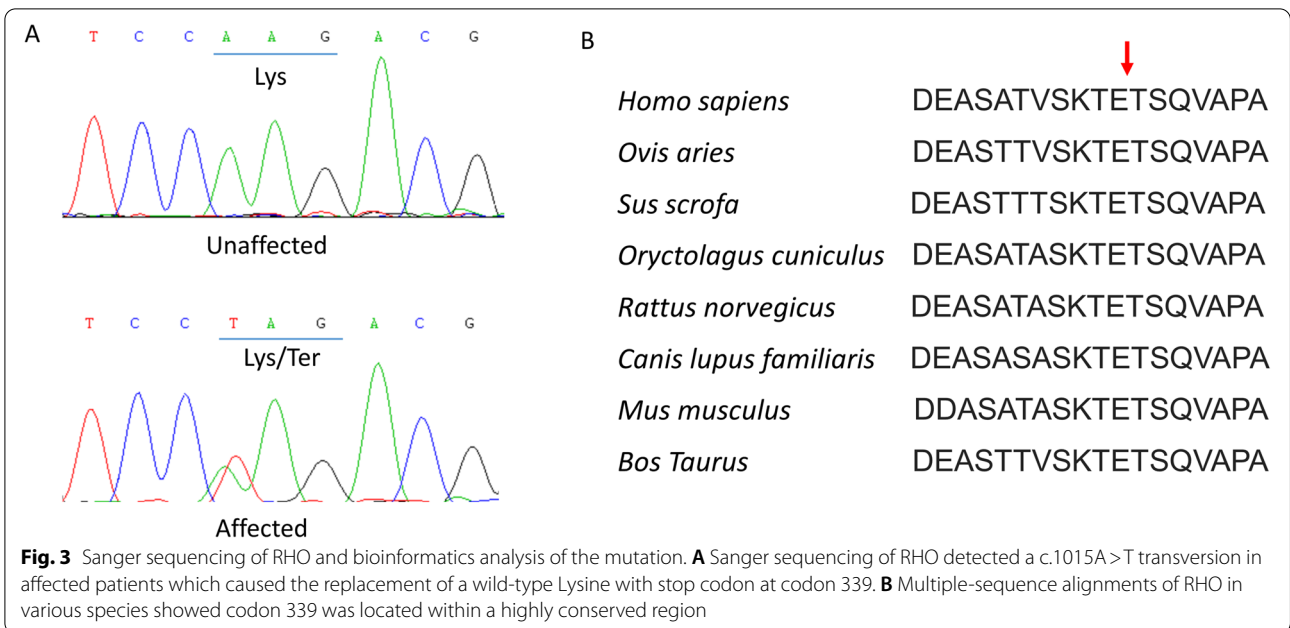 A
T C C A A G A C G
Lys
Unaffected
T C C T A G A C G
Lys/Ter
Affected
B
Homo sapiens DEASATVSKTETSQVAPA
Ovis aries DEASTTVSKTETSQVAPA
Sus scrofa DEASTTTSKTETSQVAPA
Oryctolagus cuniculus DEASATASKTETSQVAPA
Rattus norvegicus DEASATASKTETSQVAPA
Canis lupus familiaris DEASASASKTETSQVAPA
Mus musculus DDASATASKTETSQVAPA
Bos Taurus DEASTTVSKTETSQVAPA
Fig. 3 Sanger sequencing of RHO and bioinformatics analysis of the mutation. A Sanger sequencing of RHO detected a c.1015A>T transversion in
affected patients which caused the replacement of a wild-type Lysine with stop codon at codon 339. B Multiple-sequence alignments of RHO in
various species showed codon 339 was located within a highly conserved region